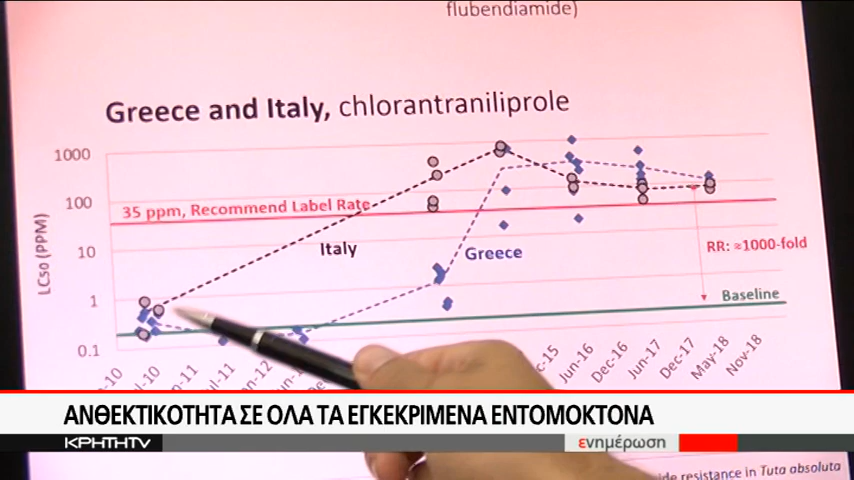 flubendiamide)
Greece and Italy, chlorantraniliprole
1000
100
10
1
0.1
LC50 (PPM)
35 ppm, Recommend Label Rate
Italy
Greece
RR: ≈1000-fold
Baseline
Jun-16
Dec-16
Jun-17
Dec-17
May-18
Nov-18
ΑΝΘΕΚΤΙΚΟΤΗΤΑ ΣΕ ΟΛΑ ΤΑ ΕΓΚΕΚΡΙΜΕΝΑ ΕΝΤΟΜΟΚΤΟΝΑ
ΚΡΗΤΗTV
ενημέρωση
resistance in Tuta absoluta